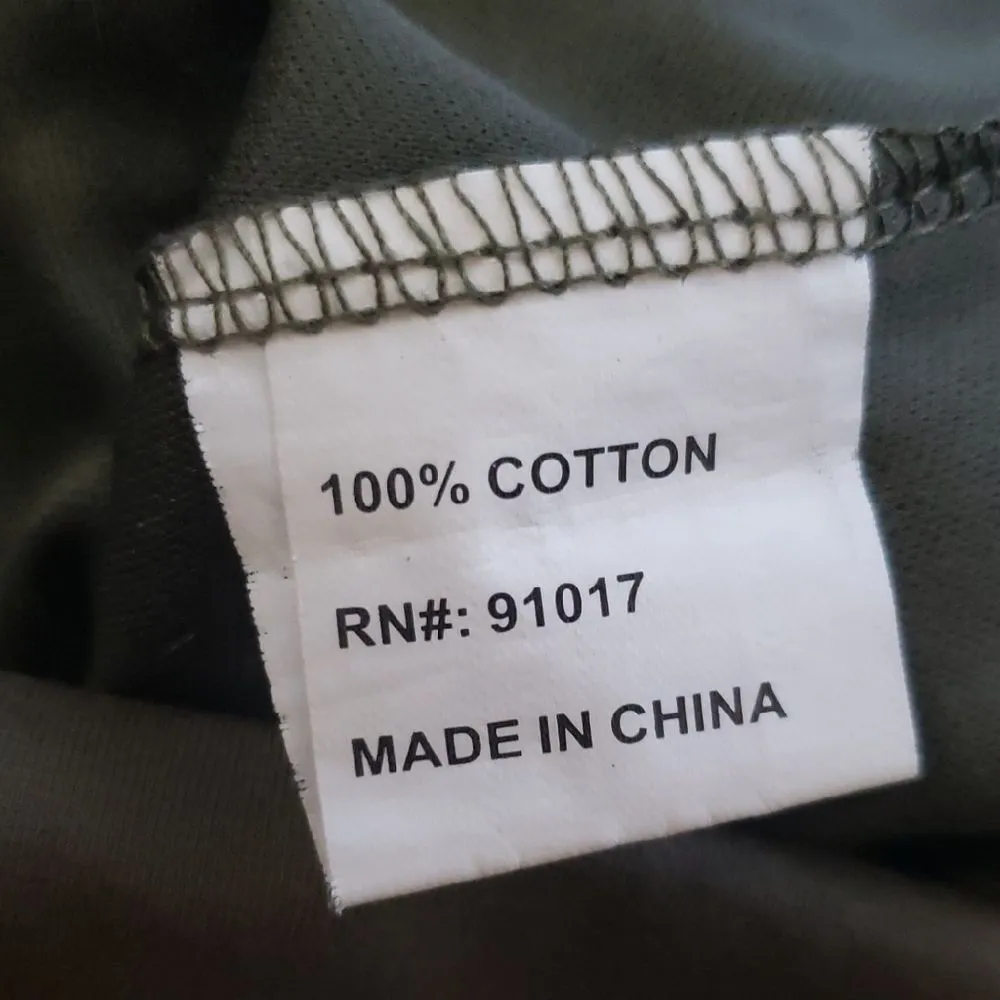 100% COTTON
RN#: 91017
MADE IN CHINA